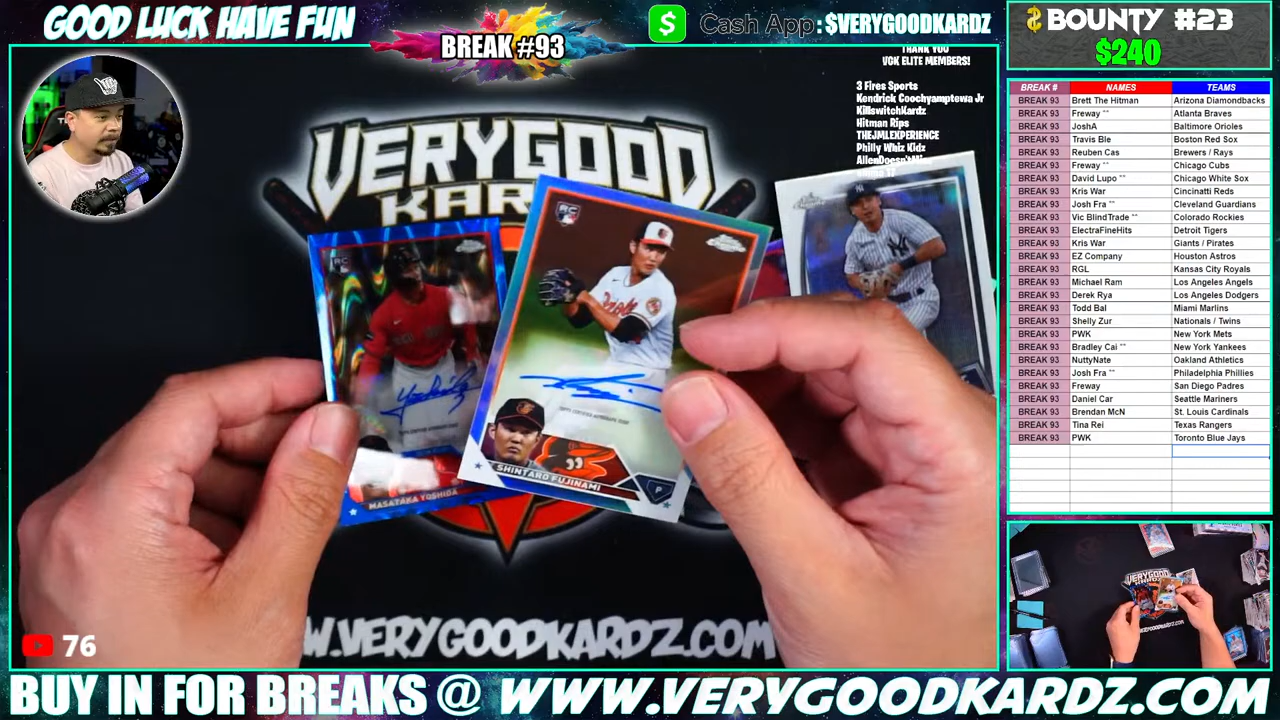 GOOD LUCK HAVE FUN
BREAK #93
$ Cash App: $VERYGOODKARDZ
$ BOUNTY #23
$240
THANK YOU
VGK ELITE MEMBERS!
3 Fires Sports
Kendrick Coochyamptewa Jr
KillswitchKardz
Hitman Rips
THEJMLEXPERIENCE
Philly Whiz Kidz
VERYGOOD
KAR
RC
RC
TOPPS CERTIFIED AUTOGRAPH ISSUE
MASATAKA YOSHIDA
SHINTARO FUJINAMI
P
W.VERYGOODKARDZ.COM
76
BREAK # NAMES TEAMS
BREAK 93 Brett The Hitman Arizona Diamondbacks
BREAK 93 Freway ** Atlanta Braves
BREAK 93 JoshA Baltimore Orioles
BREAK 93 Travis Ble Boston Red Sox
BREAK 93 Reuben Cas Brewers / Rays
BREAK 93 Freway ** Chicago Cubs
BREAK 93 David Lupo ** Chicago White Sox
BREAK 93 Kris War Cincinatti Reds
BREAK 93 Josh Fra ** Cleveland Guardians
BREAK 93 Vic BlindTrade ** Colorado Rockies
BREAK 93 ElectraFineHits Detroit Tigers
BREAK 93 Kris War Giants / Pirates
BREAK 93 EZ Company Houston Astros
BREAK 93 RGL Kansas City Royals
BREAK 93 Michael Ram Los Angeles Angels
BREAK 93 Derek Rya Los Angeles Dodgers
BREAK 93 Todd Bal Miami Marlins
BREAK 93 Shelly Zur Nationals / Twins
BREAK 93 PWK New York Mets
BREAK 93 Bradley Cai ** New York Yankees
BREAK 93 NuttyNate Oakland Athletics
BREAK 93 Josh Fra ** Philadelphia Phillies
BREAK 93 Freway San Diego Padres
BREAK 93 Daniel Car Seattle Mariners
BREAK 93 Brendan McN St. Louis Cardinals
BREAK 93 Tina Rei Texas Rangers
BREAK 93 PWK Toronto Blue Jays
BUY IN FOR BREAKS @ WWW.VERYGOODKARDZ.COM